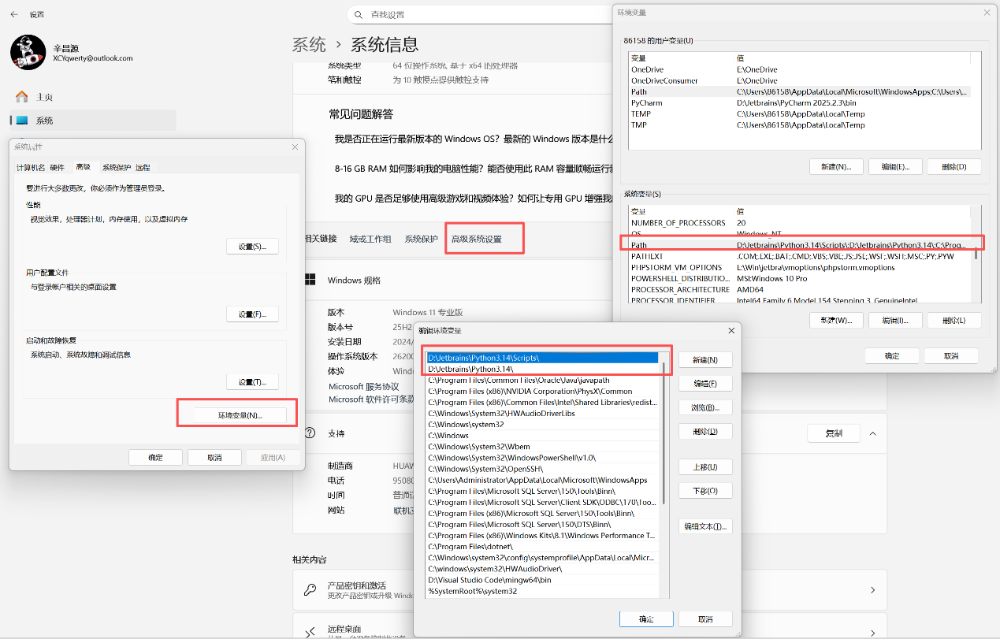 设置
查找设置
辛昌源
XCYqwerty@outlook.com
主页
系统
系统 › 系统信息
系统类型 64 位操作系统, 基于 x64 的处理器
笔和触控 为 10 触摸点提供触控支持
常见问题解答
我是否正在运行最新版本的 Windows OS？最新的 Windows 版本是什么
8-16 GB RAM 如何影响我的电脑性能？能否使用此 RAM 容量顺畅运行新
我的 GPU 是否足够使用高级游戏和视频体验？如何让专用 GPU 增强我的
相关链接 域或工作组 系统保护 高级系统设置
Windows 规格
版本 Windows 11 专业版
版本号 25H2
安装日期 2024/
操作系统版本 26200
体验 Windo
Microsoft 服务协议
Microsoft 软件许可条款
支持
复制
制造商 HUAW
电话 95080
时间 普通话
网站 联机支
相关内容
产品密钥和激活
更改产品密钥或升级 Windo
远程桌面
系统属性
计算机名 硬件 高级 系统保护 远程
要进行大多数更改，你必须作为管理员登录。
性能
视觉效果，处理器计划，内存使用，以及虚拟内存
设置(S)...
用户配置文件
与登录帐户相关的桌面设置
设置(E)...
启动和故障恢复
系统启动、系统故障和调试信息
设置(T)...
环境变量(N)...
确定 取消 应用(A)
环境变量
86158 的用户变量(U)
变量 值
OneDrive E:\OneDrive
OneDriveConsumer E:\OneDrive
Path C:\Users\86158\AppData\Local\Microsoft\WindowsApps;C:\Users\...
PyCharm D:\Jetbrains\PyCharm 2025.2.3\bin
TEMP C:\Users\86158\AppData\Local\Temp
TMP C:\Users\86158\AppData\Local\Temp
新建(N)... 编辑(E)... 删除(D)
系统变量(S)
变量 值
NUMBER_OF_PROCESSORS 20
OS Windows_NT
Path D:\Jetbrains\Python3.14\Scripts\;D:\Jetbrains\Python3.14\;C:\Prog...
PATHEXT .COM;.EXE;.BAT;.CMD;.VBS;.VBE;.JS;.JSE;.WSF;.WSH;.MSC;.PY;.PYW
PHPSTORM_VM_OPTIONS E:\Win\jetbra\vmoptions\phpstorm.vmoptions
POWERSHELL_DISTRIBUTIO... MSI:Windows 10 Pro
PROCESSOR_ARCHITECTURE AMD64
PROCESSOR_IDENTIFIER Intel64 Family 6 Model 154 Stepping 3, GenuineIntel
新建(W)... 编辑(I)... 删除(L)
确定 取消
编辑环境变量
D:\Jetbrains\Python3.14\Scripts\
D:\Jetbrains\Python3.14\
C:\Program Files\Common Files\Oracle\Java\javapath
C:\Program Files (x86)\NVIDIA Corporation\PhysX\Common
C:\Program Files (x86)\Common Files\Intel\Shared Libraries\redist...
C:\Windows\System32\HWAudioDriverLibs
C:\Windows\system32
C:\Windows
C:\Windows\System32\Wbem
C:\Windows\System32\WindowsPowerShell\v1.0\
C:\Windows\System32\OpenSSH\
C:\Users\Administrator\AppData\Local\Microsoft\WindowsApps
C:\Program Files\Microsoft SQL Server\150\Tools\Binn\
C:\Program Files\Microsoft SQL Server\Client SDK\ODBC\170\Too...
C:\Program Files (x86)\Microsoft SQL Server\150\Tools\Binn\
C:\Program Files\Microsoft SQL Server\150\DTS\Binn\
C:\Program Files (x86)\Windows Kits\8.1\Windows Performance T...
C:\Program Files\dotnet\
C:\Windows\system32\config\systemprofile\AppData\Local\Micr...
C:\windows\system32\HWAudioDriver\
D:\Visual Studio Code\mingw64\bin
%SystemRoot%\system32
新建(N)
编辑(E)
浏览(B)...
删除(D)
上移(U)
下移(O)
编辑文本(T)...
确定 取消